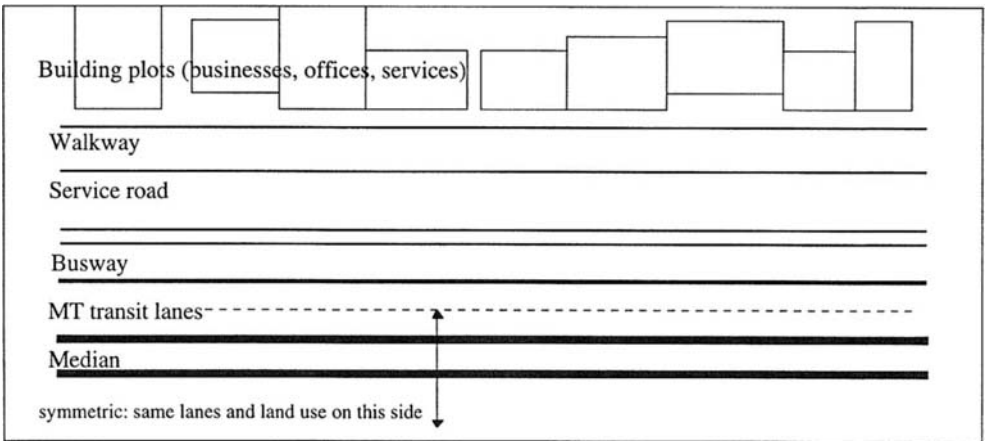 Building plots (businesses, offices, services)
Walkway
Service road
Busway
MT transit lanes
Median
symmetric: same lanes and land use on this side